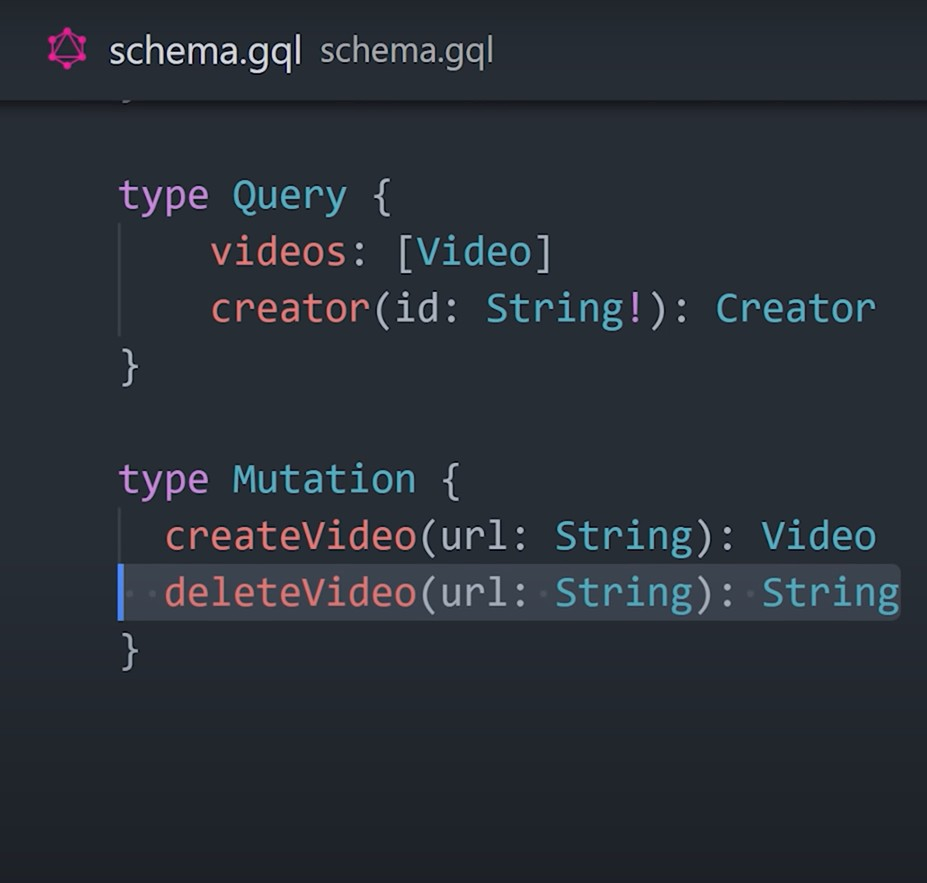 schema.gql schema.gql
type Query {
videos: [Video]
creator(id: String!): Creator
}
type Mutation {
createVideo(url: String): Video
deleteVideo(url: String): String
}